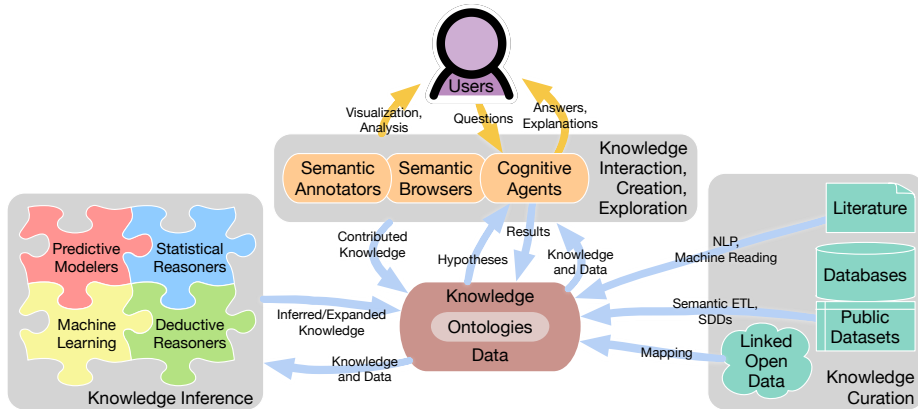 Users
Visualization,
Analysis
Questions
Answers,
Explanations
Semantic
Annotators
Semantic
Browsers
Cognitive
Agents
Knowledge
Interaction,
Creation,
Exploration
Contributed
Knowledge
Hypotheses
Results
Knowledge
and Data
Predictive
Modelers
Statistical
Reasoners
Machine
Learning
Deductive
Reasoners
Knowledge Inference
Inferred/Expanded
Knowledge
Knowledge
and Data
Knowledge
Ontologies
Data
NLP,
Machine Reading
Semantic ETL,
SDDs
Mapping
Literature
Databases
Public
Datasets
Linked
Open
Data
Knowledge
Curation